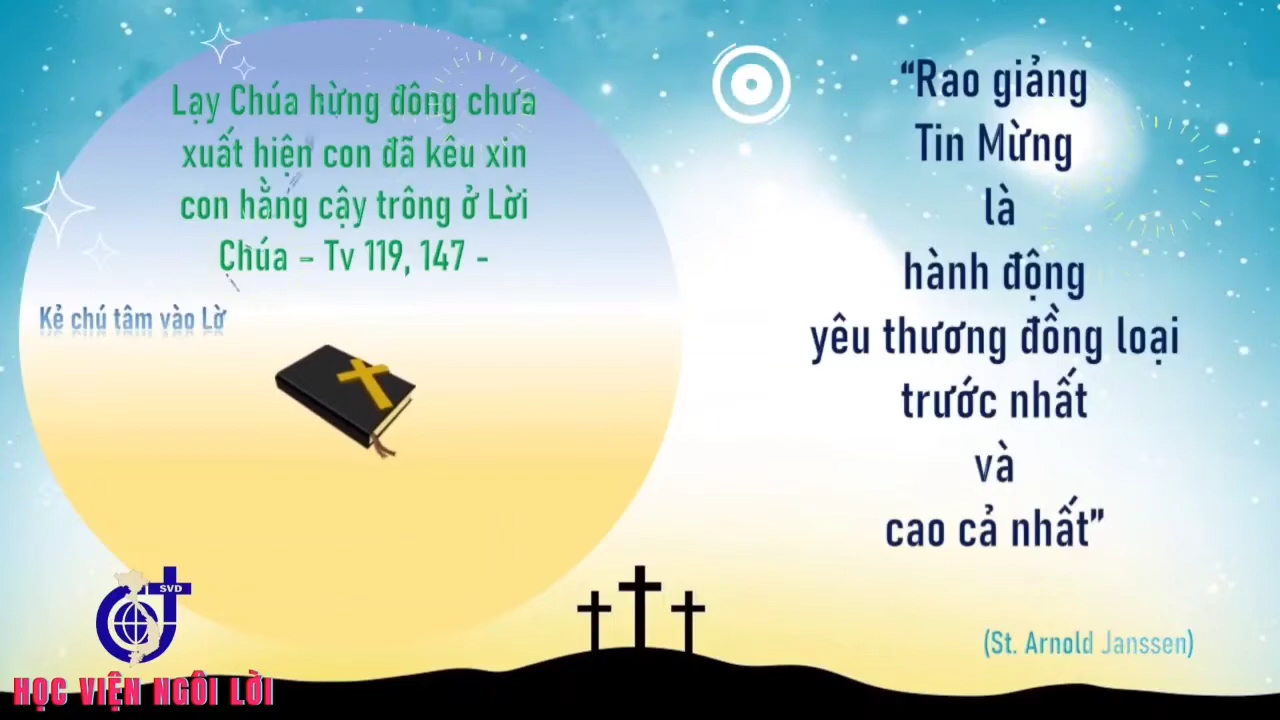 Lạy Chúa hừng đông chưa
xuất hiện con đã kêu xin
con hằng cậy trông ở Lời
Chúa – Tv 119, 147 -
Kẻ chú tâm vào Lờ
“Rao giảng
Tin Mừng
là
hành động
yêu thương đồng loại
trước nhất
và
cao cả nhất”
(St. Arnold Janssen)
SVD
HỌC VIỆN NGÔI LỜI